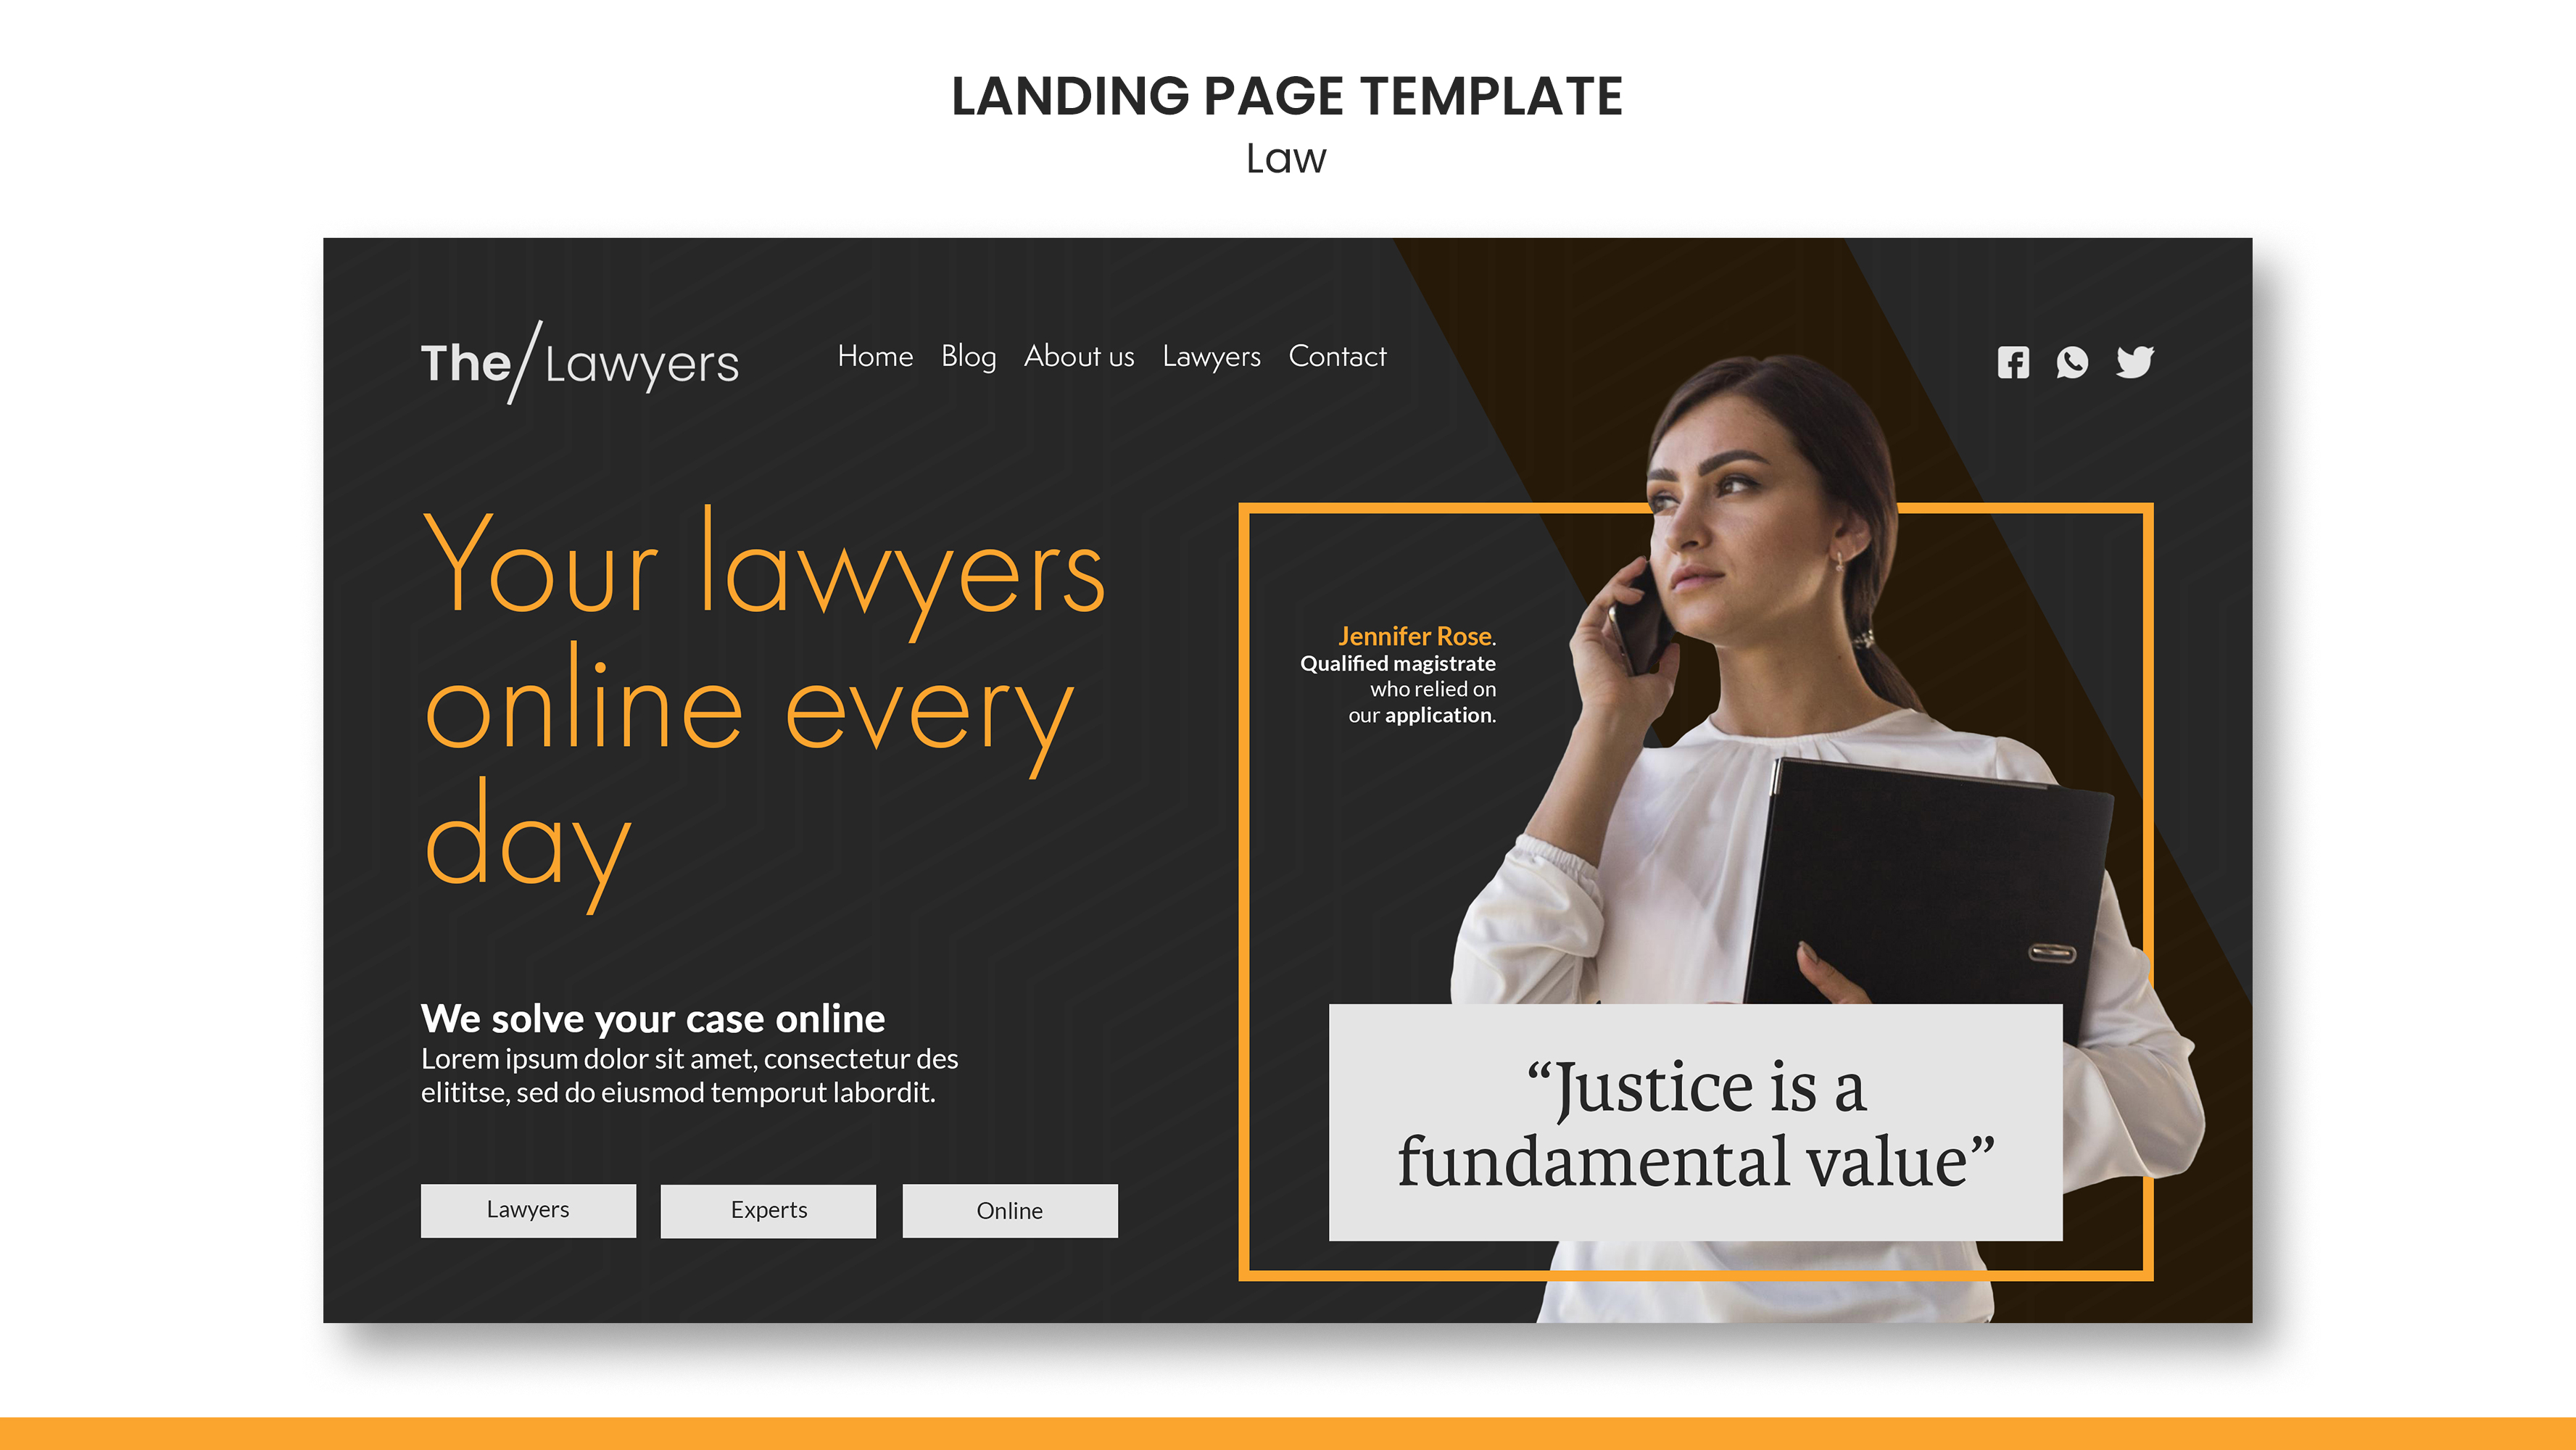 LANDING PAGE TEMPLATE
Law
The/Lawyers
Home Blog About us Lawyers Contact
Your lawyers
online every
day
Jennifer Rose.
Qualified magistrate
who relied on
our application.
We solve your case online
Lorem ipsum dolor sit amet, consectetur des
elititse, sed do eiusmod temporut labordit.
Lawyers
Experts
Online
“Justice is a
fundamental value”